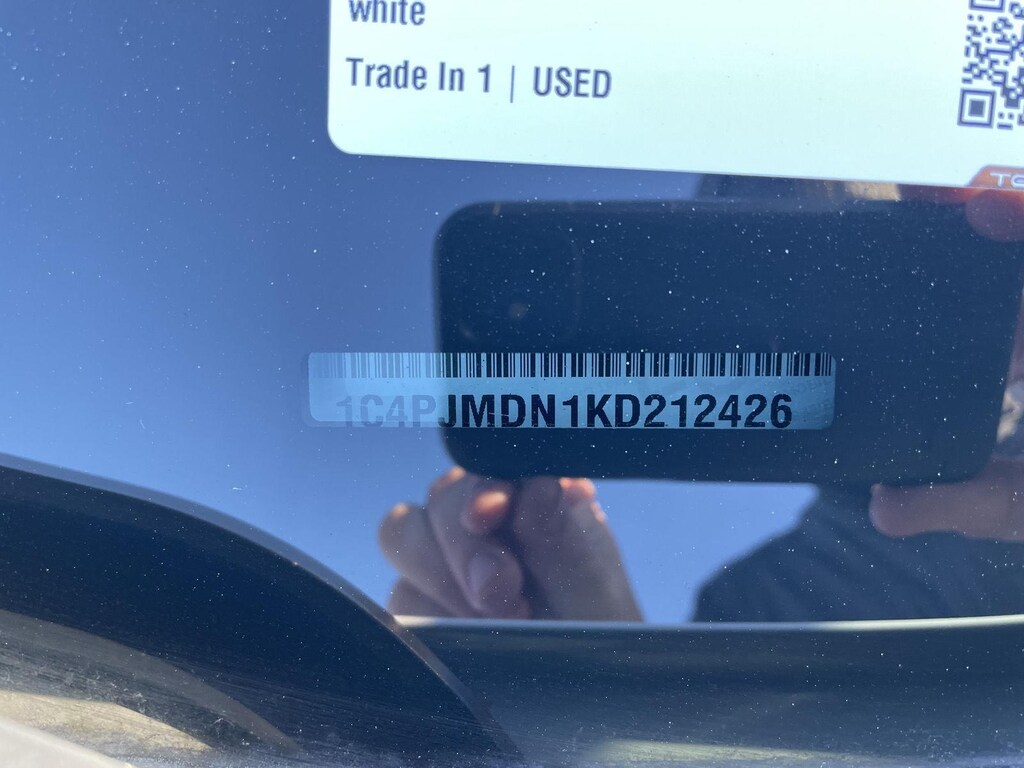 white
Trade In 1 | USED
1C4PJMDN1KD212426